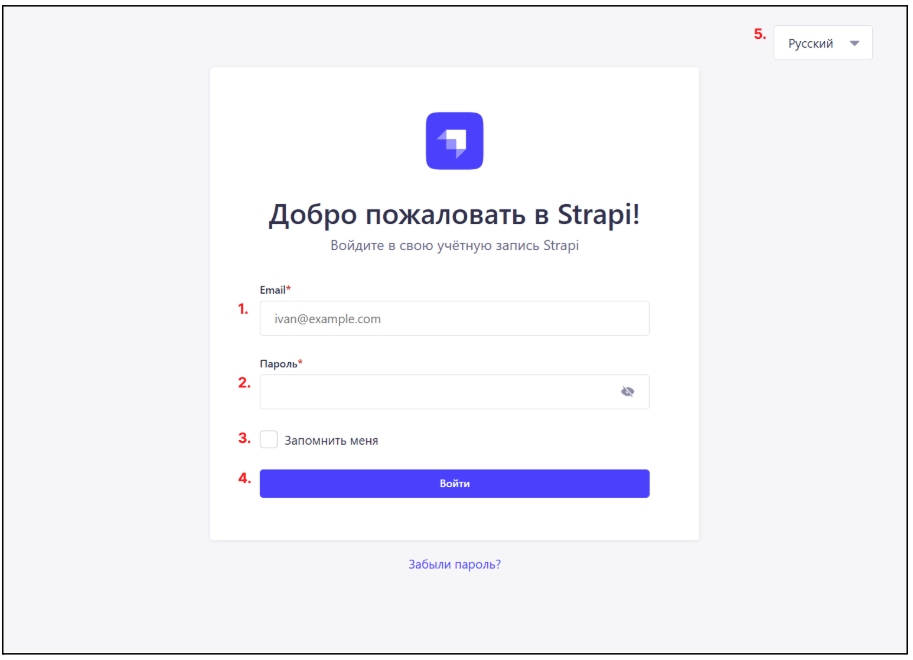 5. Русский
Добро пожаловать в Strapi!
Войдите в свою учётную запись Strapi
Email*
1. ivan@example.com
Пароль*
2.
3. Запомнить меня
4. Войти
Забыли пароль?